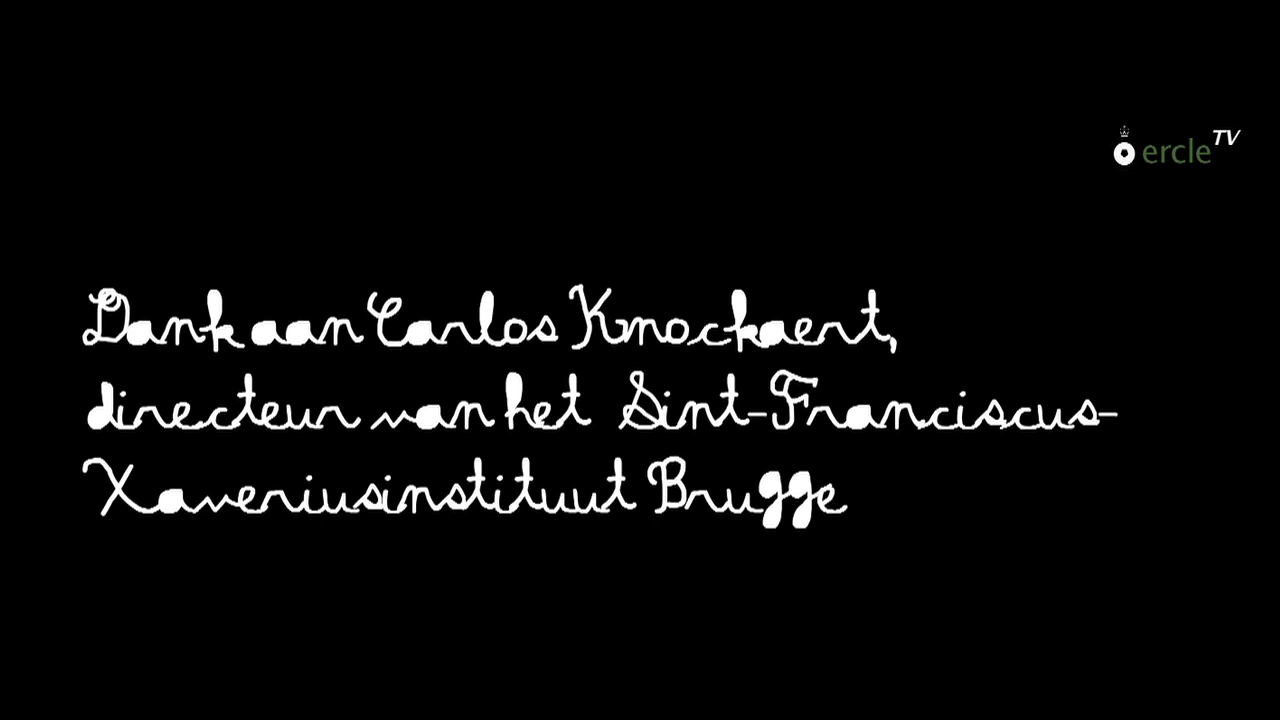 ercle TV
Dank aan Carlos Knockaert,
directeur van het Sint-Franciscus-
Xaveriusinstituut Brugge